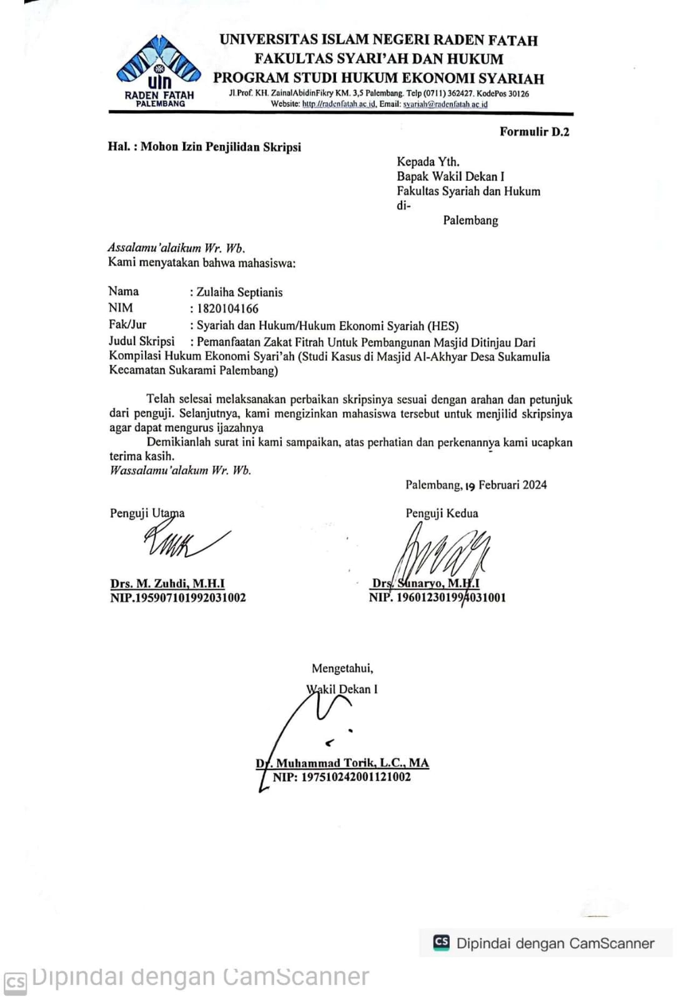 UNIVERSITAS ISLAM NEGERI RADEN FATAH
FAKULTAS SYARI'AH DAN HUKUM
PROGRAM STUDI HUKUM EKONOMI SYARIAH
Jl.Prof. KH. ZainalAbidinFikry KM. 3,5 Palembang. Telp (0711) 362427. KodePos 30126
Website: http://radenfatah.ac.id, Email: syariah@radenfatah.ac.id
uin
RADEN FATAH
PALEMBANG
Formulir D.2
Hal. : Mohon Izin Penjilidan Skripsi
Kepada Yth.
Bapak Wakil Dekan I
Fakultas Syariah dan Hukum
di-
Palembang
Assalamu'alaikum Wr. Wb.
Kami menyatakan bahwa mahasiswa:
Nama : Zulaiha Septianis
NIM : 1820104166
Fak/Jur : Syariah dan Hukum/Hukum Ekonomi Syariah (HES)
Judul Skripsi : Pemanfaatan Zakat Fitrah Untuk Pembangunan Masjid Ditinjau Dari
Kompilasi Hukum Ekonomi Syari'ah (Studi Kasus di Masjid Al-Akhyar Desa Sukamulia
Kecamatan Sukarami Palembang)
Telah selesai melaksanakan perbaikan skripsinya sesuai dengan arahan dan petunjuk
dari penguji. Selanjutnya, kami mengizinkan mahasiswa tersebut untuk menjilid skripsinya
agar dapat mengurus ijazahnya
Demikianlah surat ini kami sampaikan, atas perhatian dan perkenannya kami ucapkan
terima kasih.
Wassalamu'alakum Wr. Wb.
Palembang, 19 Februari 2024
Penguji Utama
Penguji Kedua
Drs. M. Zuhdi, M.H.I
NIP.195907101992031002
Drs. Sunaryo, M.H.I
NIP. 196012301994031001
Mengetahui,
Wakil Dekan I
Dr. Muhammad Torik, L.C., MA
NIP: 197510242001121002
CS Dipindai dengan CamScanner
CS Dipindai dengan CamScanner